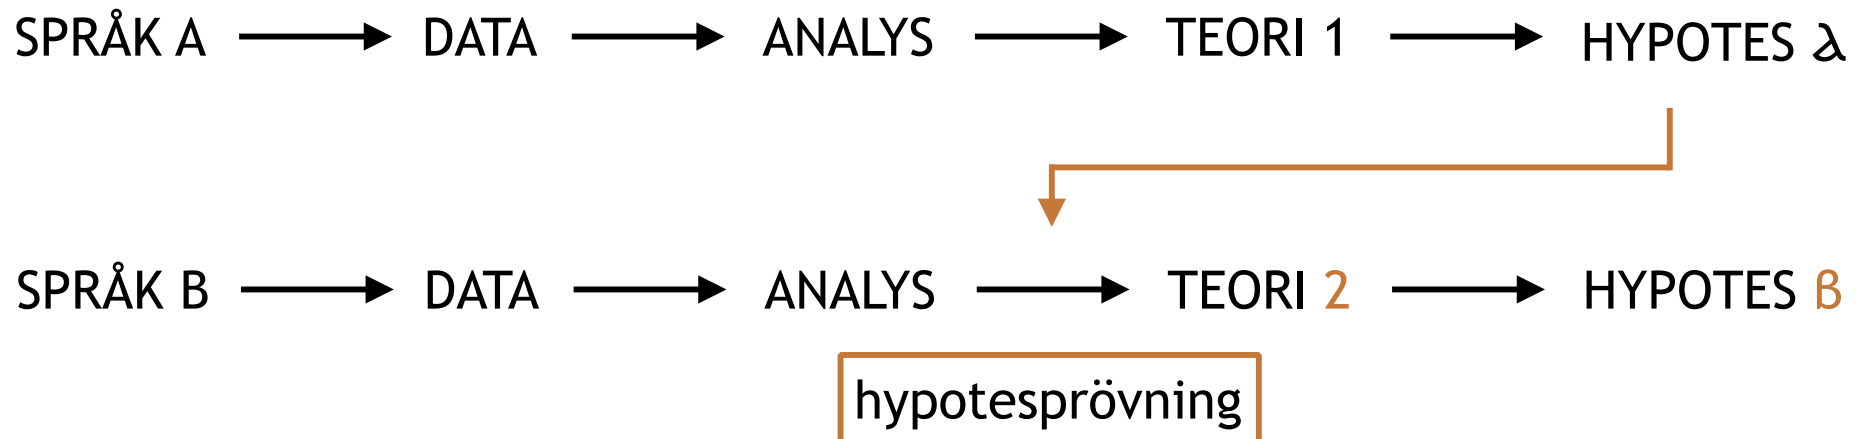 SPRÅK A DATA ANALYS TEORI 1 HYPOTES λ
SPRÅK B DATA ANALYS TEORI 2 HYPOTES β
hypotesprövning